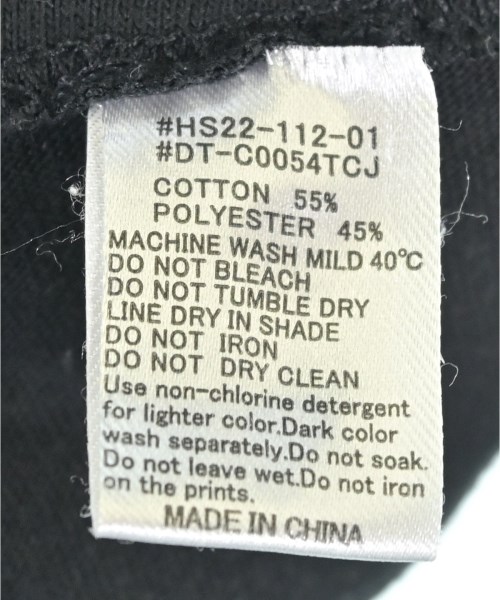 #HS22-112-01
#DT-C0054TCJ
COTTON 55%
POLYESTER 45%
MACHINE WASH MILD 40℃
DO NOT BLEACH
DO NOT TUMBLE DRY
LINE DRY IN SHADE
DO NOT IRON
DO NOT DRY CLEAN
Use non-chlorine detergent
for lighter color.Dark color
wash separately.Do not soak.
Do not leave wet.Do not iron
on the prints.
MADE IN CHINA